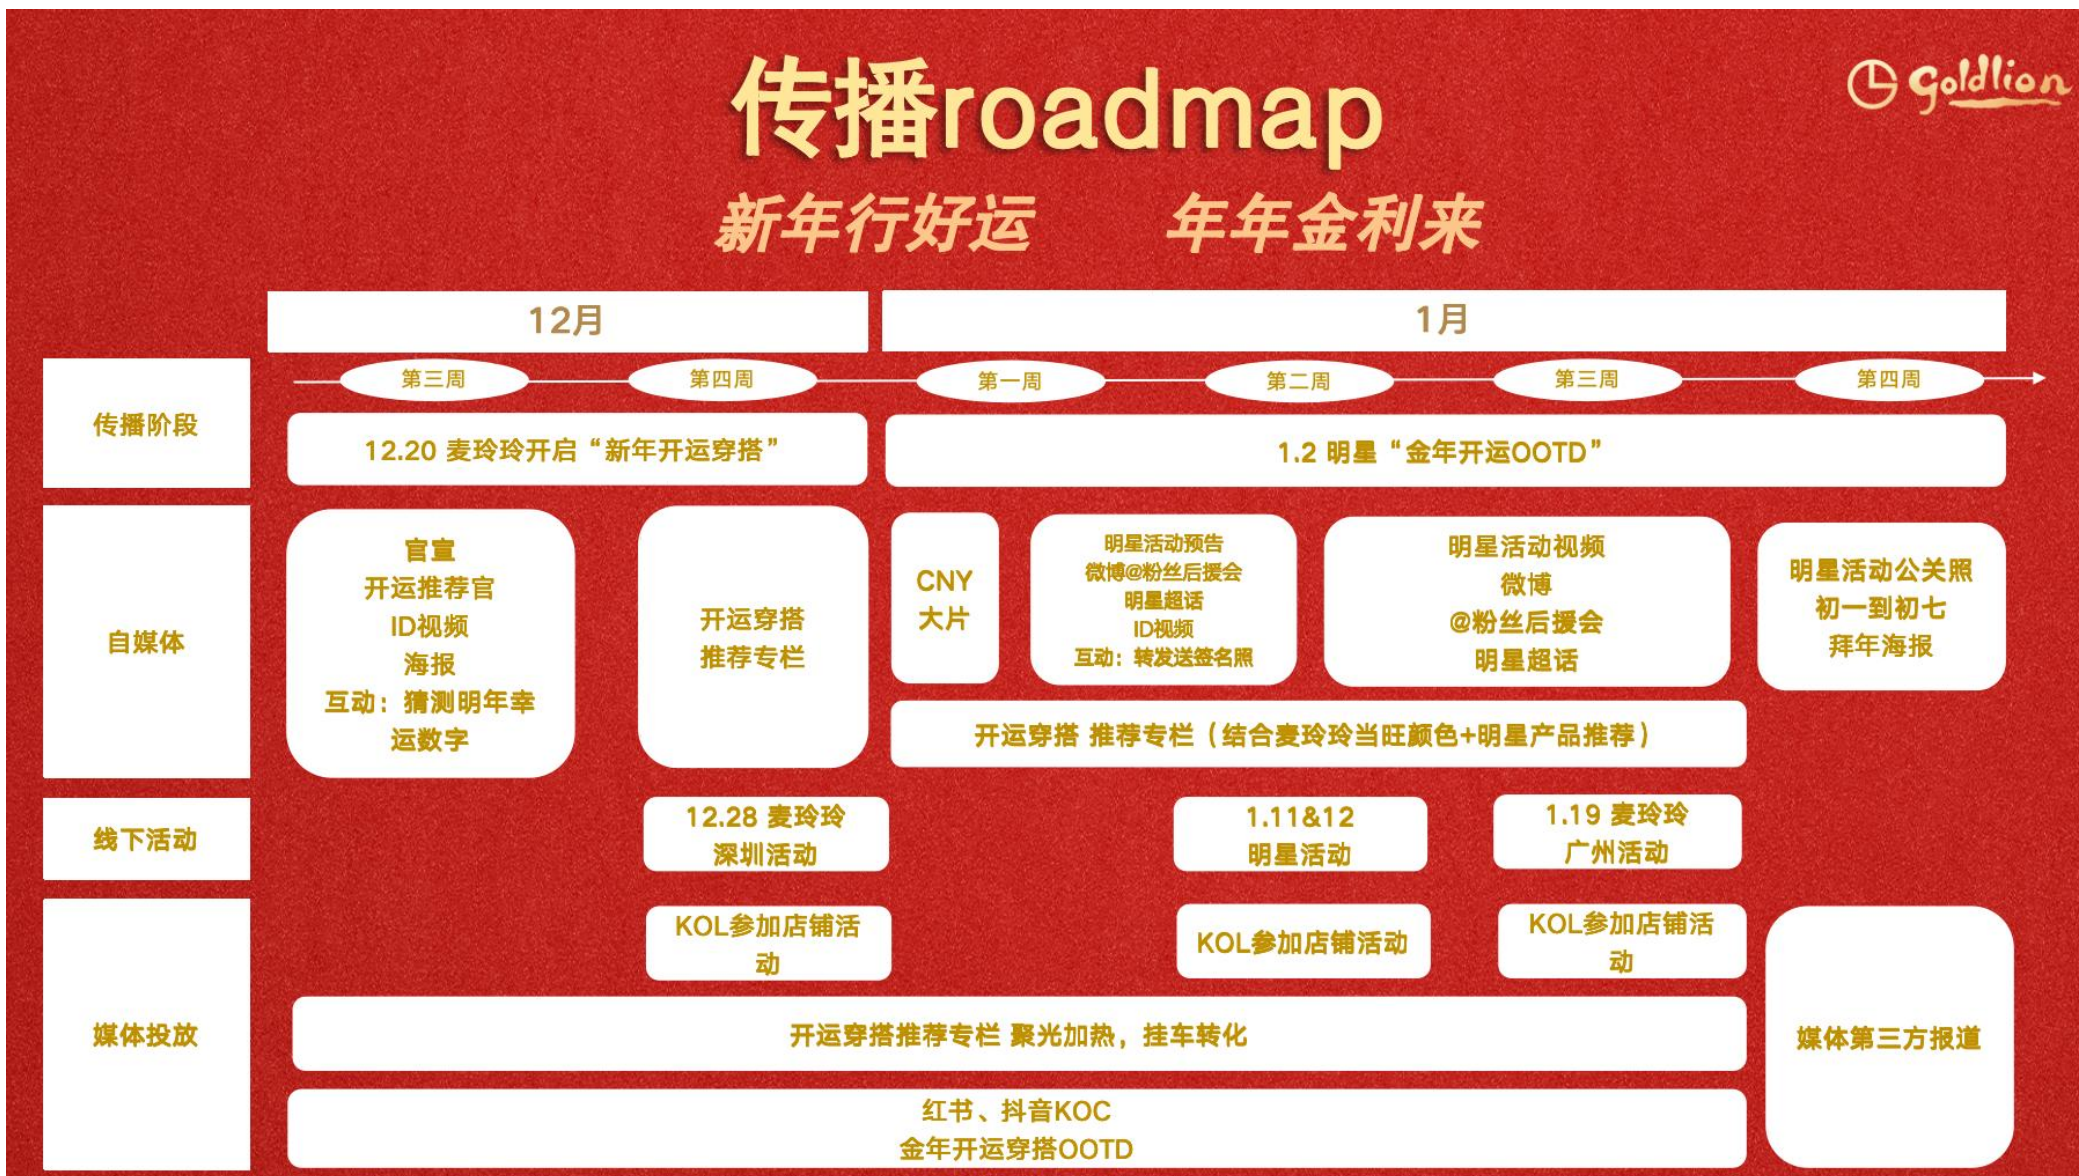 传播roadmap
Goldlion
新年行好运 年年金利来
12月
1月
第三周
第四周
第一周
第二周
第三周
第四周
传播阶段
12.20 麦玲玲开启“新年开运穿搭”
1.2 明星“金年开运OOTD”
自媒体
官宣
开运推荐官
ID视频
海报
互动：猜测明年幸
运数字
开运穿搭
推荐专栏
CNY
大片
明星活动预告
微博@粉丝后援会
明星超话
ID视频
互动：转发送签名照
明星活动视频
微博
@粉丝后援会
明星超话
明星活动公关照
初一到初七
拜年海报
开运穿搭 推荐专栏（结合麦玲玲当旺颜色+明星产品推荐）
线下活动
12.28 麦玲玲
深圳活动
1.11&12
明星活动
1.19 麦玲玲
广州活动
媒体投放
KOL参加店铺活
动
KOL参加店铺活动
KOL参加店铺活
动
开运穿搭推荐专栏 聚光加热，挂车转化
媒体第三方报道
红书、抖音KOC
金年开运穿搭OOTD